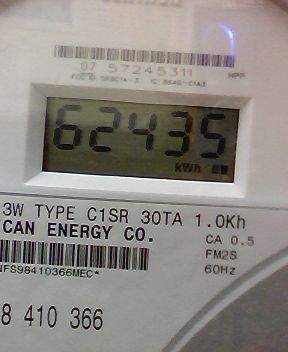 07 57245311
62435
kWh
3W TYPE C1SR 30TA 1.0Kh
CAN ENERGY CO.
CA 0.5
FM2S
60Hz
NFS98410366MEC*
8 410 366